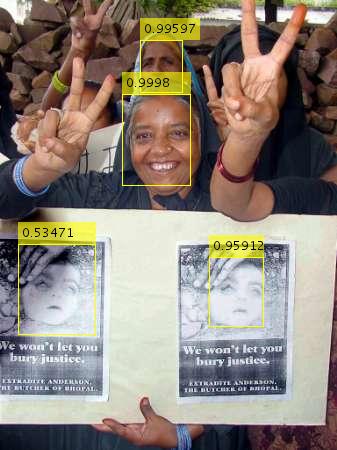 0.99597
0.9998
0.53471
0.95912
We won't let you
bury justice.
EXTRADITE ANDERSON,
THE BUTCHER OF BHOPAL.
We won't let you
bury justice.
EXTRADITE ANDERSON,
THE BUTCHER OF BHOPAL.